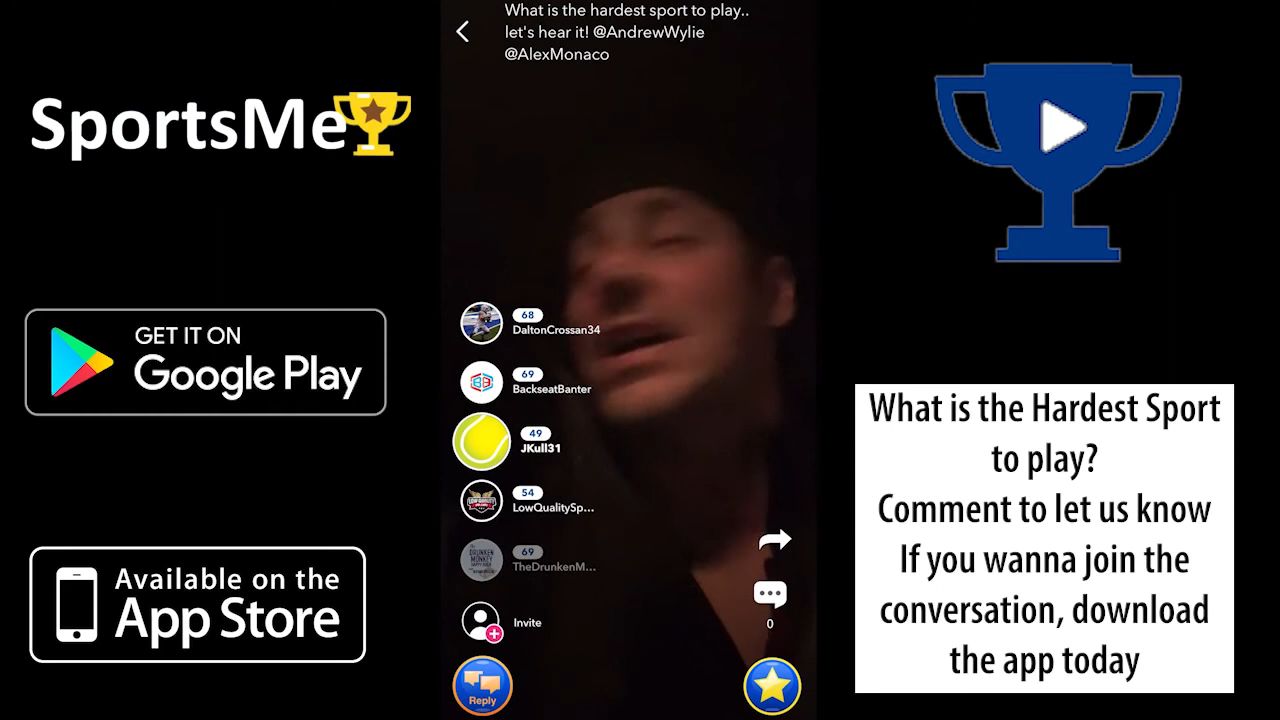 SportsMe
GET IT ON
Google Play
Available on the
App Store
What is the hardest sport to play..
let's hear it! @AndrewWylie
@AlexMonaco
68
DaltonCrossan34
69
BackseatBanter
49
JKull31
54
LowQualitySp...
69
TheDrunkenM...
Invite
Reply
0
What is the Hardest Sport
to play?
Comment to let us know
If you wanna join the
conversation, download
the app today